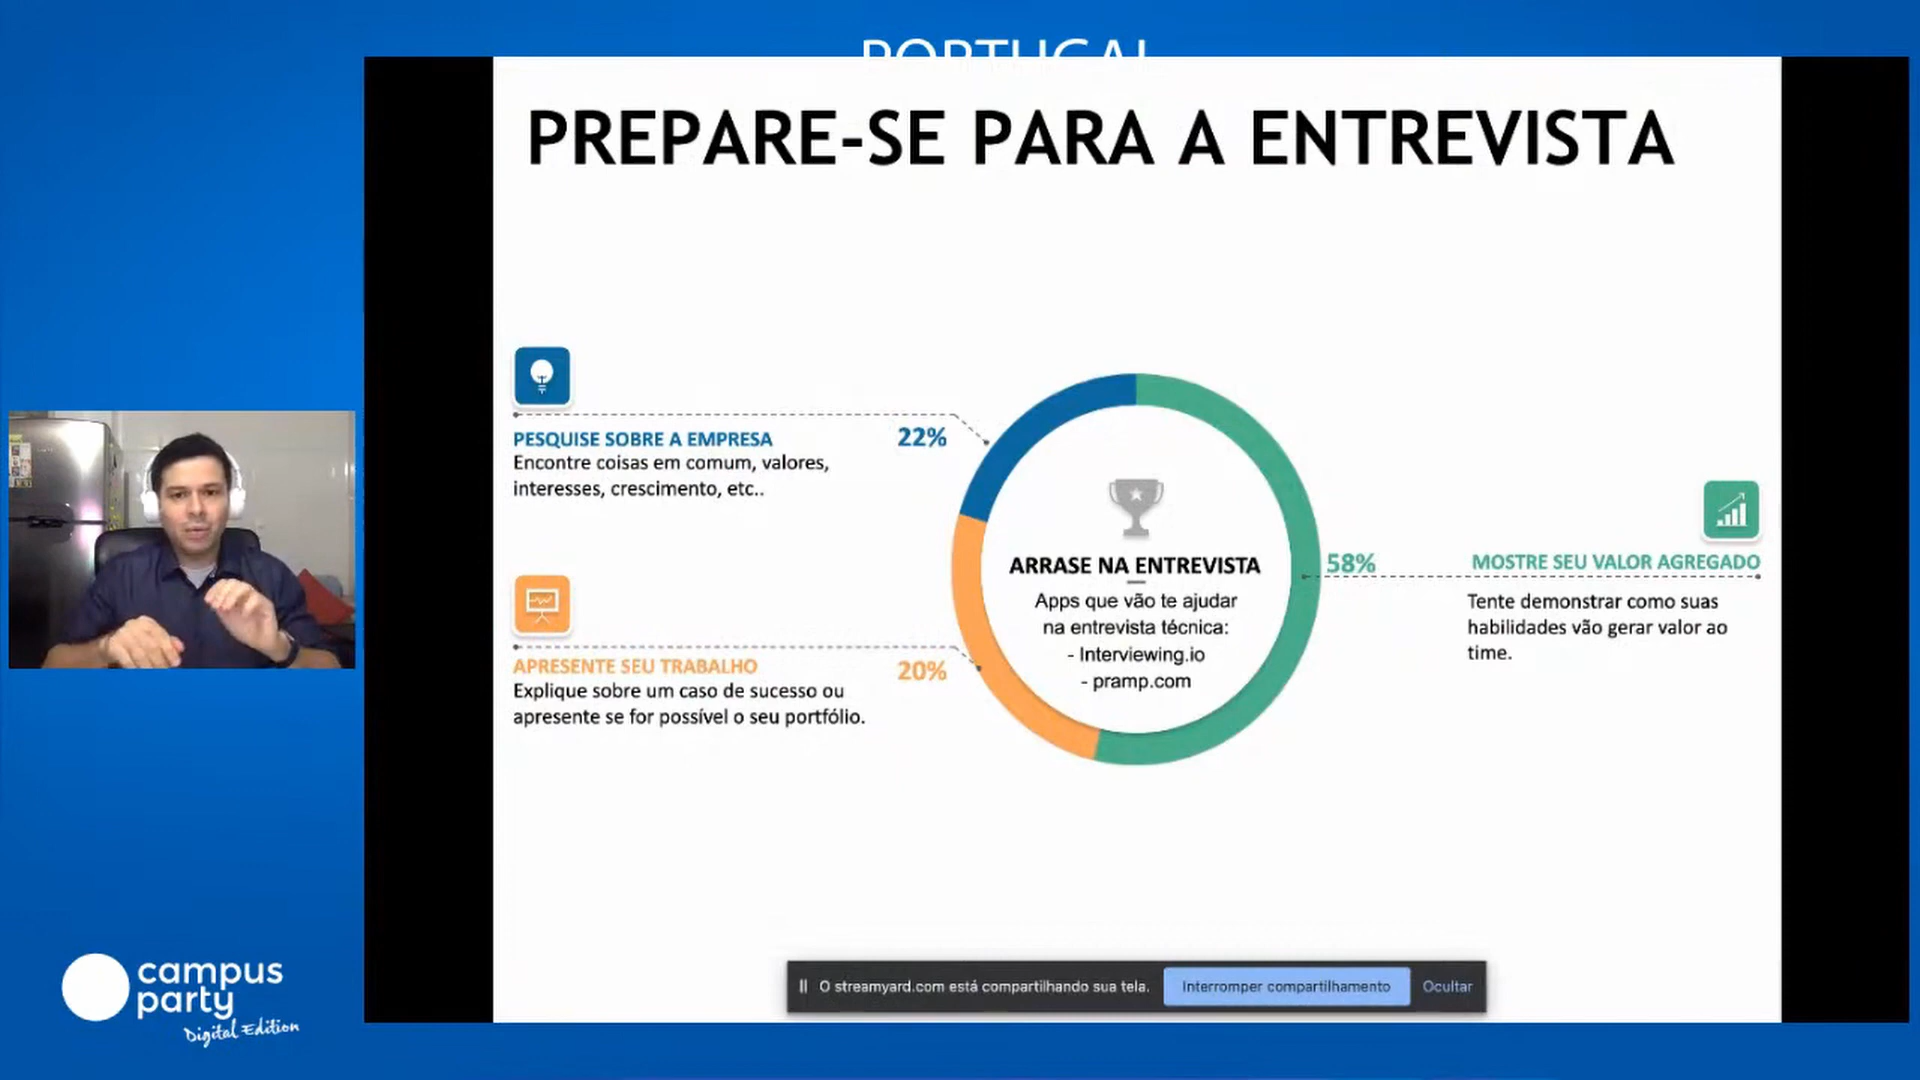 PORTUGAL
PREPARE-SE PARA A ENTREVISTA
PESQUISE SOBRE A EMPRESA
22%
Encontre coisas em comum, valores,
interesses, crescimento, etc..
APRESENTE SEU TRABALHO
20%
Explique sobre um caso de sucesso ou
apresente se for possível o seu portfólio.
ARRASE NA ENTREVISTA
Apps que vão te ajudar
na entrevista técnica:
- Interviewing.io
- pramp.com
58%
MOSTRE SEU VALOR AGREGADO
Tente demonstrar como suas
habilidades vão gerar valor ao
time.
O streamyard.com está compartilhando sua tela.
Interromper compartilhamento
Ocultar
campus
party
Digital Edition